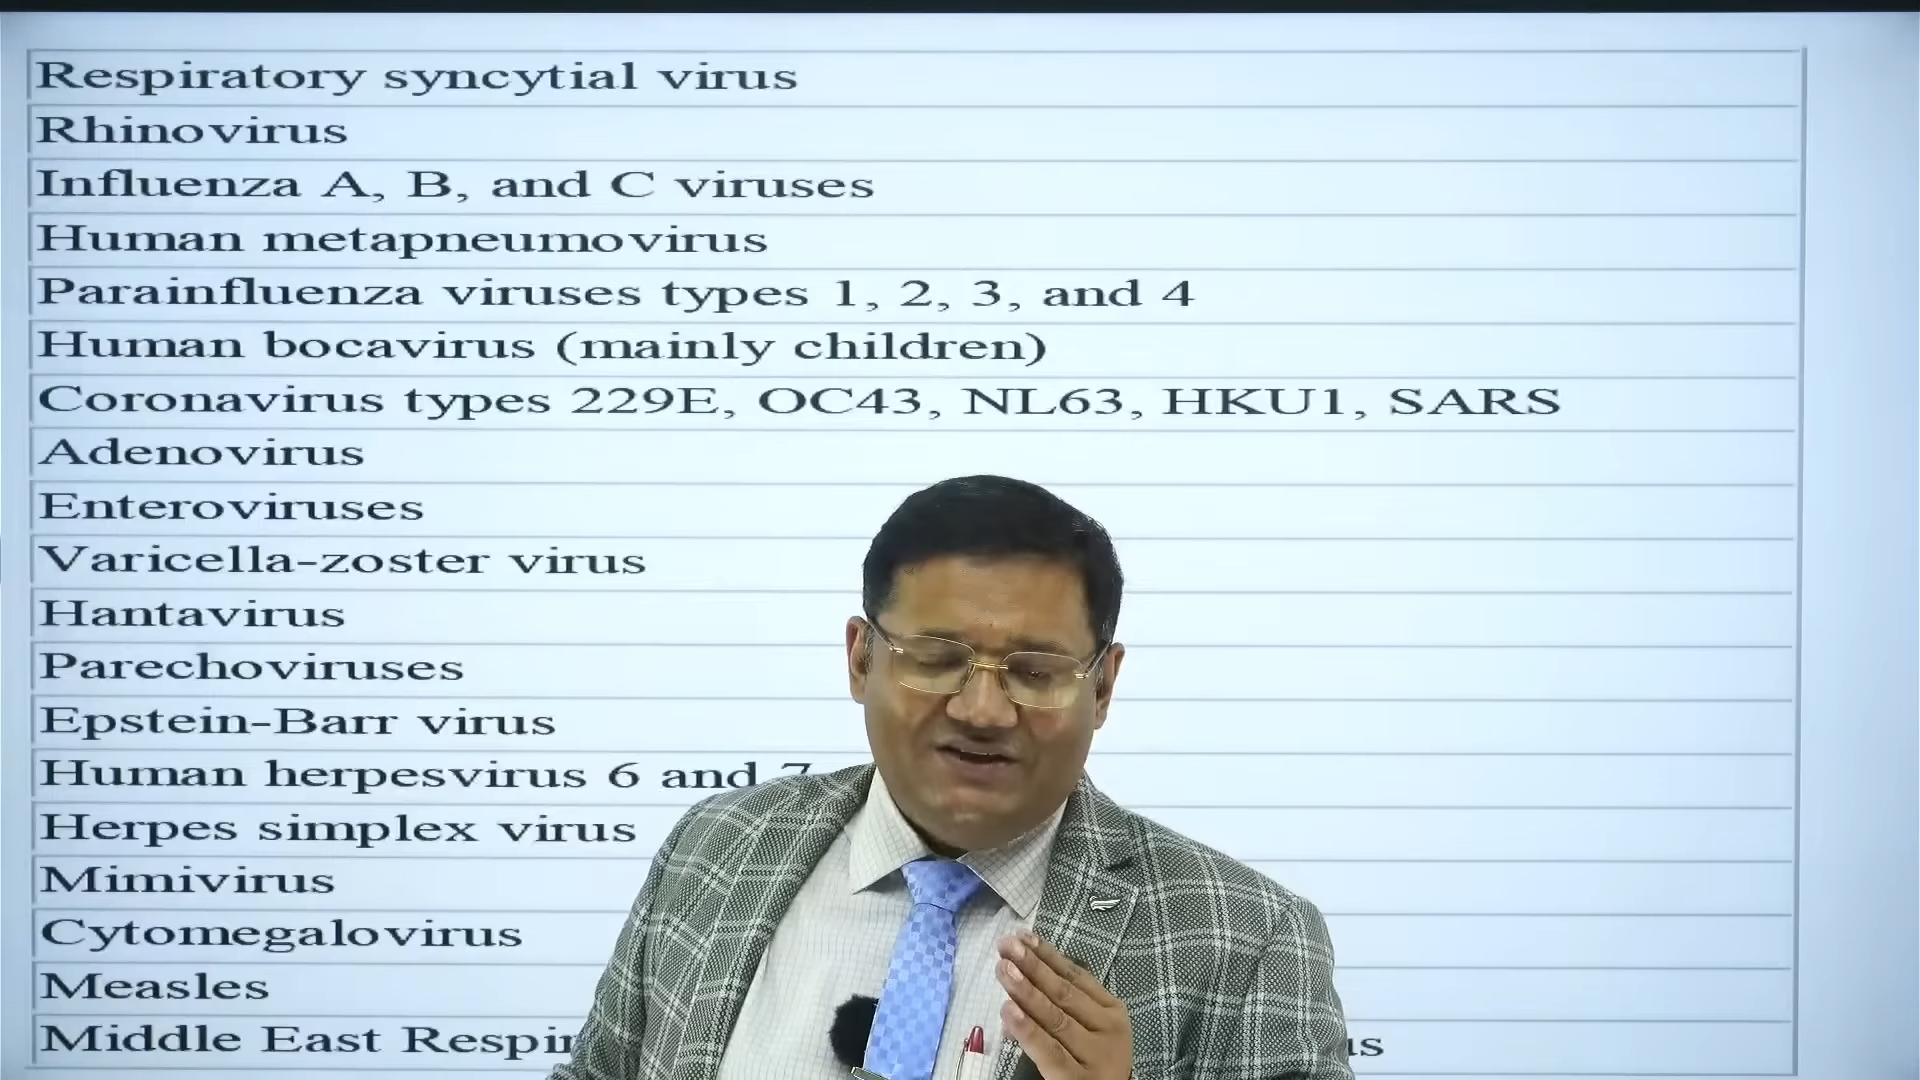 Respiratory syncytial virus
Rhinovirus
Influenza A, B, and C viruses
Human metapneumovirus
Parainfluenza viruses types 1, 2, 3, and 4
Human bocavirus (mainly children)
Coronavirus types 229E, OC43, NL63, HKU1, SARS
Adenovirus
Enteroviruses
Varicella-zoster virus
Hantavirus
Parechoviruses
Epstein-Barr virus
Human herpesvirus 6 and 7
Herpes simplex virus
Mimivirus
Cytomegalovirus
Measles
Middle East